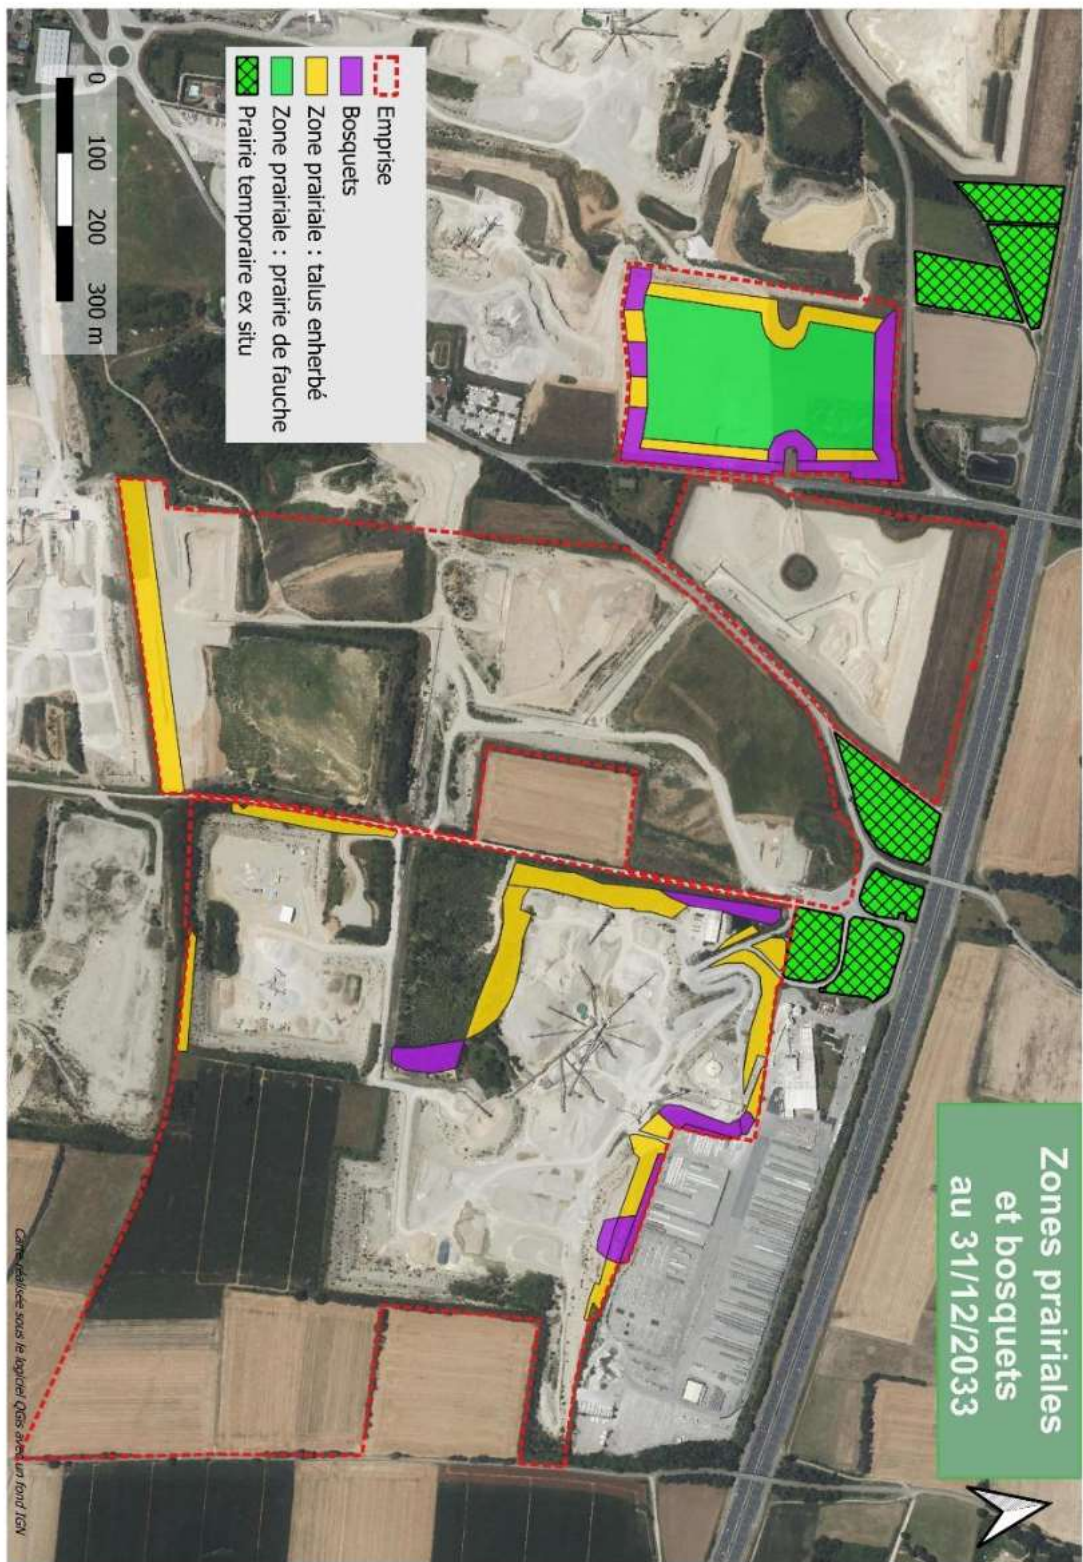 Zones prairiales
et bosquets
au 31/12/2033
Emprise
Bosquets
Zone prairiale : talus enherbé
Zone prairiale : prairie de fauche
Prairie temporaire ex situ
0 100 200 300 m
Carte réalisée sous le logiciel QGis avec un fond IGN